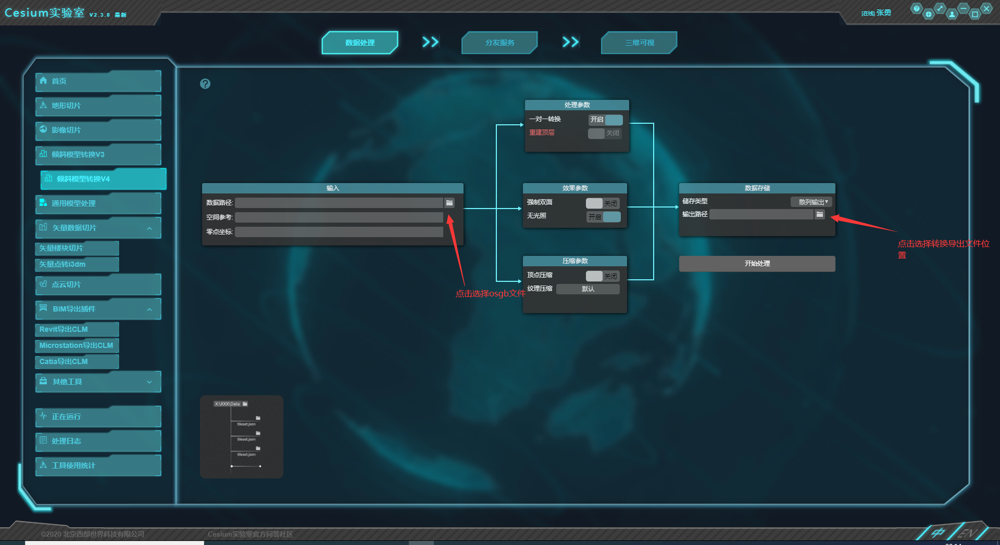 Cesium实验室 V2.3.8 最新
[在线] 张勇
数据处理
分发服务
三维可视
首页
地形切片
影像切片
倾斜模型转换V3
倾斜模型转换V4
通用模型处理
矢量数据切片
矢量楼块切片
矢量点转i3dm
点云切片
BIM导出插件
Revit导出CLM
Microstation导出CLM
Catia导出CLM
其他工具
正在运行
处理日志
工具使用统计
输入
数据路径:
空间参考:
零点坐标:
点击选择osgb文件
处理参数
一对一转换 开启
重建顶层 关闭
效果参数
强制双面 关闭
无光照 开启
压缩参数
顶点压缩 关闭
纹理压缩 默认
数据存储
储存类型 散列输出▾
输出路径
开始处理
点击选择转换导出文件位
置
X:\XXX\Data
tileset.json
tileset.json
tileset.json
©2020 北京西部世界科技有限公司
Cesium实验室官方问答社区
中
EN